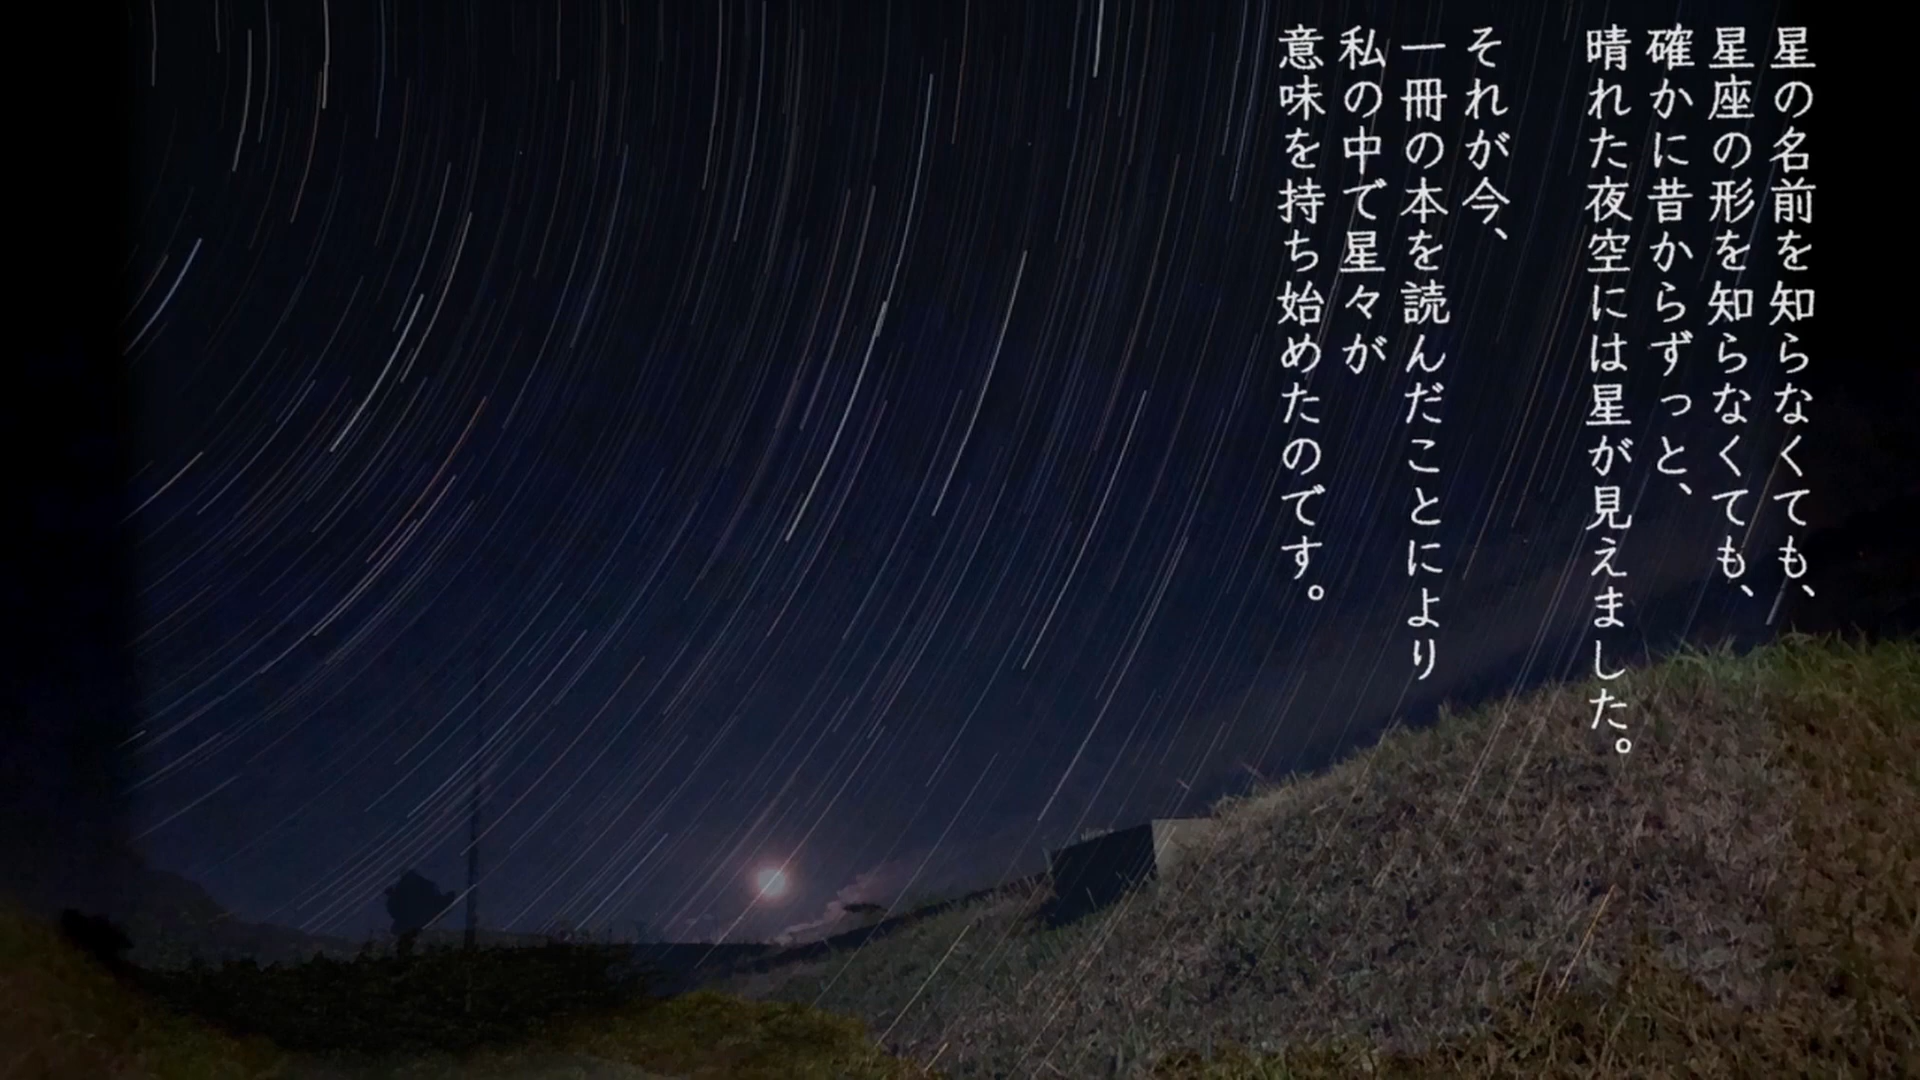 星の名前を知らなくても、
星座の形を知らなくても、
確かに昔からずっと、
晴れた夜空には星が見えました。
それが今、
一冊の本を読んだことにより
私の中で星々が
意味を持ち始めたのです。